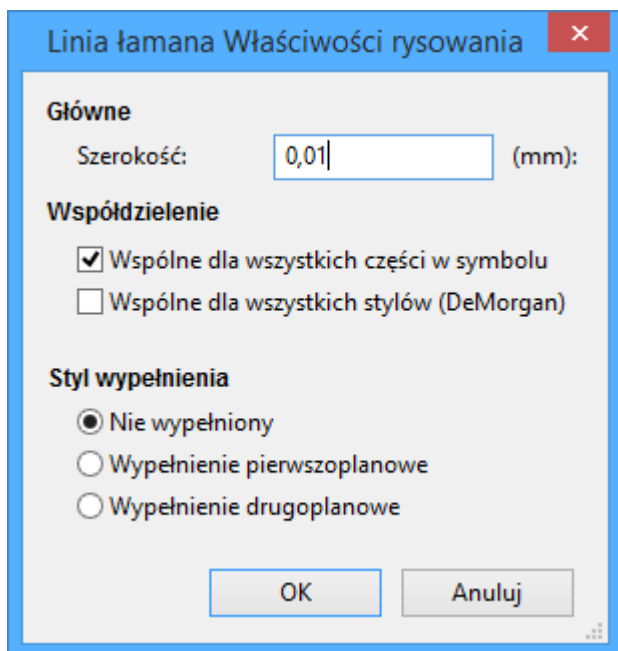 Linia łamana Właściwości rysowania
Główne
Szerokość: 0,01 (mm):
Współdzielenie
Wspólne dla wszystkich części w symbolu
Wspólne dla wszystkich stylów (DeMorgan)
Styl wypełnienia
Nie wypełniony
Wypełnienie pierwszoplanowe
Wypełnienie drugoplanowe
OK Anuluj